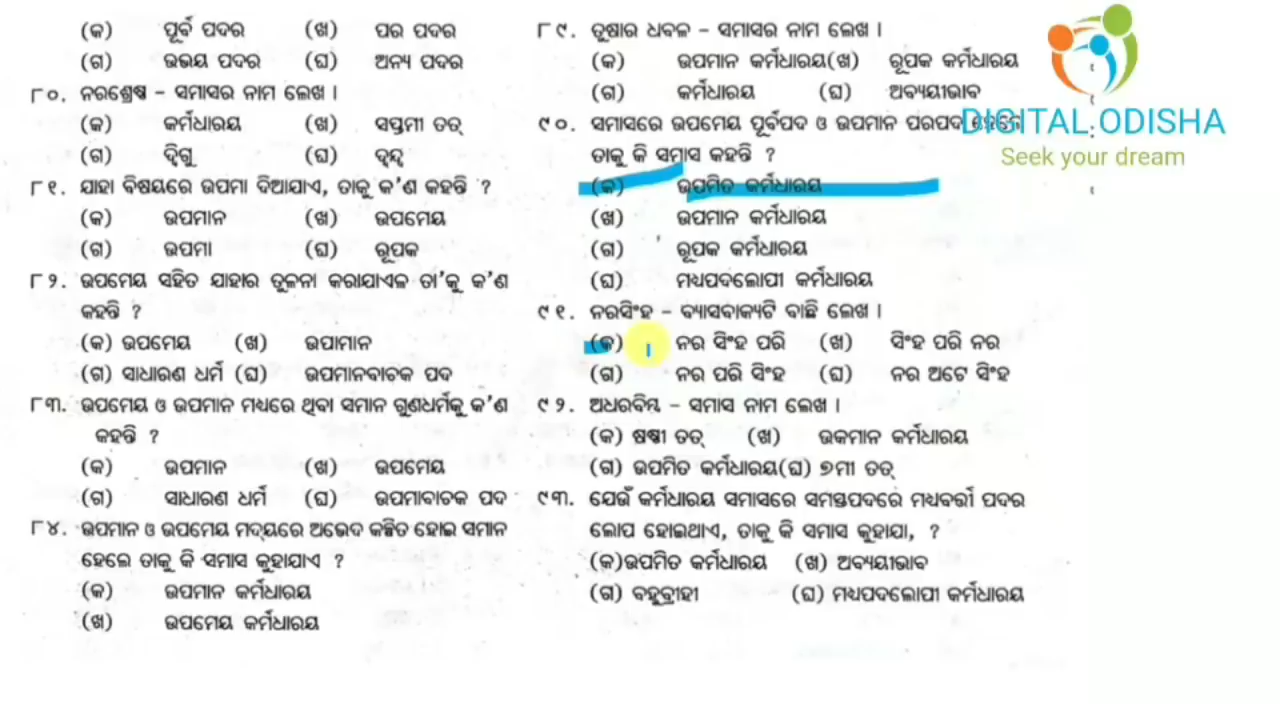 (କ) ପୂର୍ବ ପଦର (ଖ) ପର ପଦର
(ଗ) ଉଭୟ ପଦର (ଘ) ଅନ୍ୟ ପଦର
୮୦. ନରଶ୍ରେଷ୍ଠ - ସମାସର ନାମ ଲେଖ ।
(କ) କର୍ମଧାରୟ (ଖ) ସପ୍ତମୀ ତତ୍
(ଗ) ଦ୍ୱିଗୁ (ଘ) ଦ୍ୱନ୍ଦ୍ୱ
୮୧. ଯାହା ବିଷୟରେ ଉପମା ଦିଆଯାଏ, ତାକୁ କ'ଣ କହନ୍ତି ?
(କ) ଉପମାନ (ଖ) ଉପମେୟ
(ଗ) ଉପମା (ଘ) ରୂପକ
୮୨. ଉପମେୟ ସହିତ ଯାହାର ତୁଳନା କରାଯାଏଳ ତା'କୁ କ'ଣ
କହନ୍ତି ?
(କ) ଉପମେୟ (ଖ) ଉପାମାନ
(ଗ) ସାଧାରଣ ଧର୍ମ (ଘ) ଉପମାନବାଚକ ପଦ
୮୩. ଉପମେୟ ଓ ଉପମାନ ମଧ୍ୟରେ ଥିବା ସମାନ ଗୁଣଧର୍ମକୁ କ'ଣ
କହନ୍ତି ?
(କ) ଉପମାନ (ଖ) ଉପମେୟ
(ଗ) ସାଧାରଣ ଧର୍ମ (ଘ) ଉପମାବାଚକ ପଦ
୮୪. ଉପମାନ ଓ ଉପମେୟ ମଦ୍ୟରେ ଅଭେଦ କଳ୍ପିତ ହୋଇ ସମାନ
ହେଲେ ତାକୁ କି ସମାସ କୁହାଯାଏ ?
(କ) ଉପମାନ କର୍ମଧାରୟ
(ଖ) ଉପମେୟ କର୍ମଧାରୟ
୮୯. ତୁଷାର ଧବଳ - ସମାସର ନାମ ଲେଖ ।
(କ) ଉପମାନ କର୍ମଧାରୟ(ଖ) ରୂପକ କର୍ମଧାରୟ
(ଗ) କର୍ମଧାରୟ (ଘ) ଅବ୍ୟୟୀଭାବ
୯୦. ସମାସରେ ଉପମେୟ ପୂର୍ବପଦ ଓ ଉପମାନ ପରପଦ ହେଲେ
ତାକୁ କି ସମାସ କହନ୍ତି ?
(କ) ଉପମିତ କର୍ମଧାରୟ
(ଖ) ଉପମାନ କର୍ମଧାରୟ
(ଗ) ରୂପକ କର୍ମଧାରୟ
(ଘ) ମଧ୍ୟପଦଲୋପୀ କର୍ମଧାରୟ
୯୧. ନରସିଂହ - ବ୍ୟାସବାକ୍ୟଟି ବାଛି ଲେଖ ।
(କ) ନର ସିଂହ ପରି (ଖ) ସିଂହ ପରି ନର
(ଗ) ନର ପରି ସିଂହ (ଘ) ନର ଅଟେ ସିଂହ
୯୨. ଅଧରବିମ୍ବ - ସମାସ ନାମ ଲେଖ ।
(କ) ଷଷ୍ଠୀ ତତ୍ (ଖ) ଉକମାନ କର୍ମଧାରୟ
(ଗ) ଉପମିତ କର୍ମଧାରୟ(ଘ) ୭ମୀ ତତ୍
୯୩. ଯେଉଁ କର୍ମଧାରୟ ସମାସରେ ସମସ୍ତପଦରେ ମଧ୍ୟବର୍ତ୍ତୀ ପଦର
ଲୋପ ହୋଇଥାଏ, ତାକୁ କି ସମାସ କୁହାଯା, ?
(କ)ଉପମିତ କର୍ମଧାରୟ (ଖ) ଅବ୍ୟୟୀଭାବ
(ଗ) ବହୁବ୍ରୀହୀ (ଘ) ମଧ୍ୟପଦଲୋପୀ କର୍ମଧାରୟ
DIGITAL ODISHA
Seek your dream